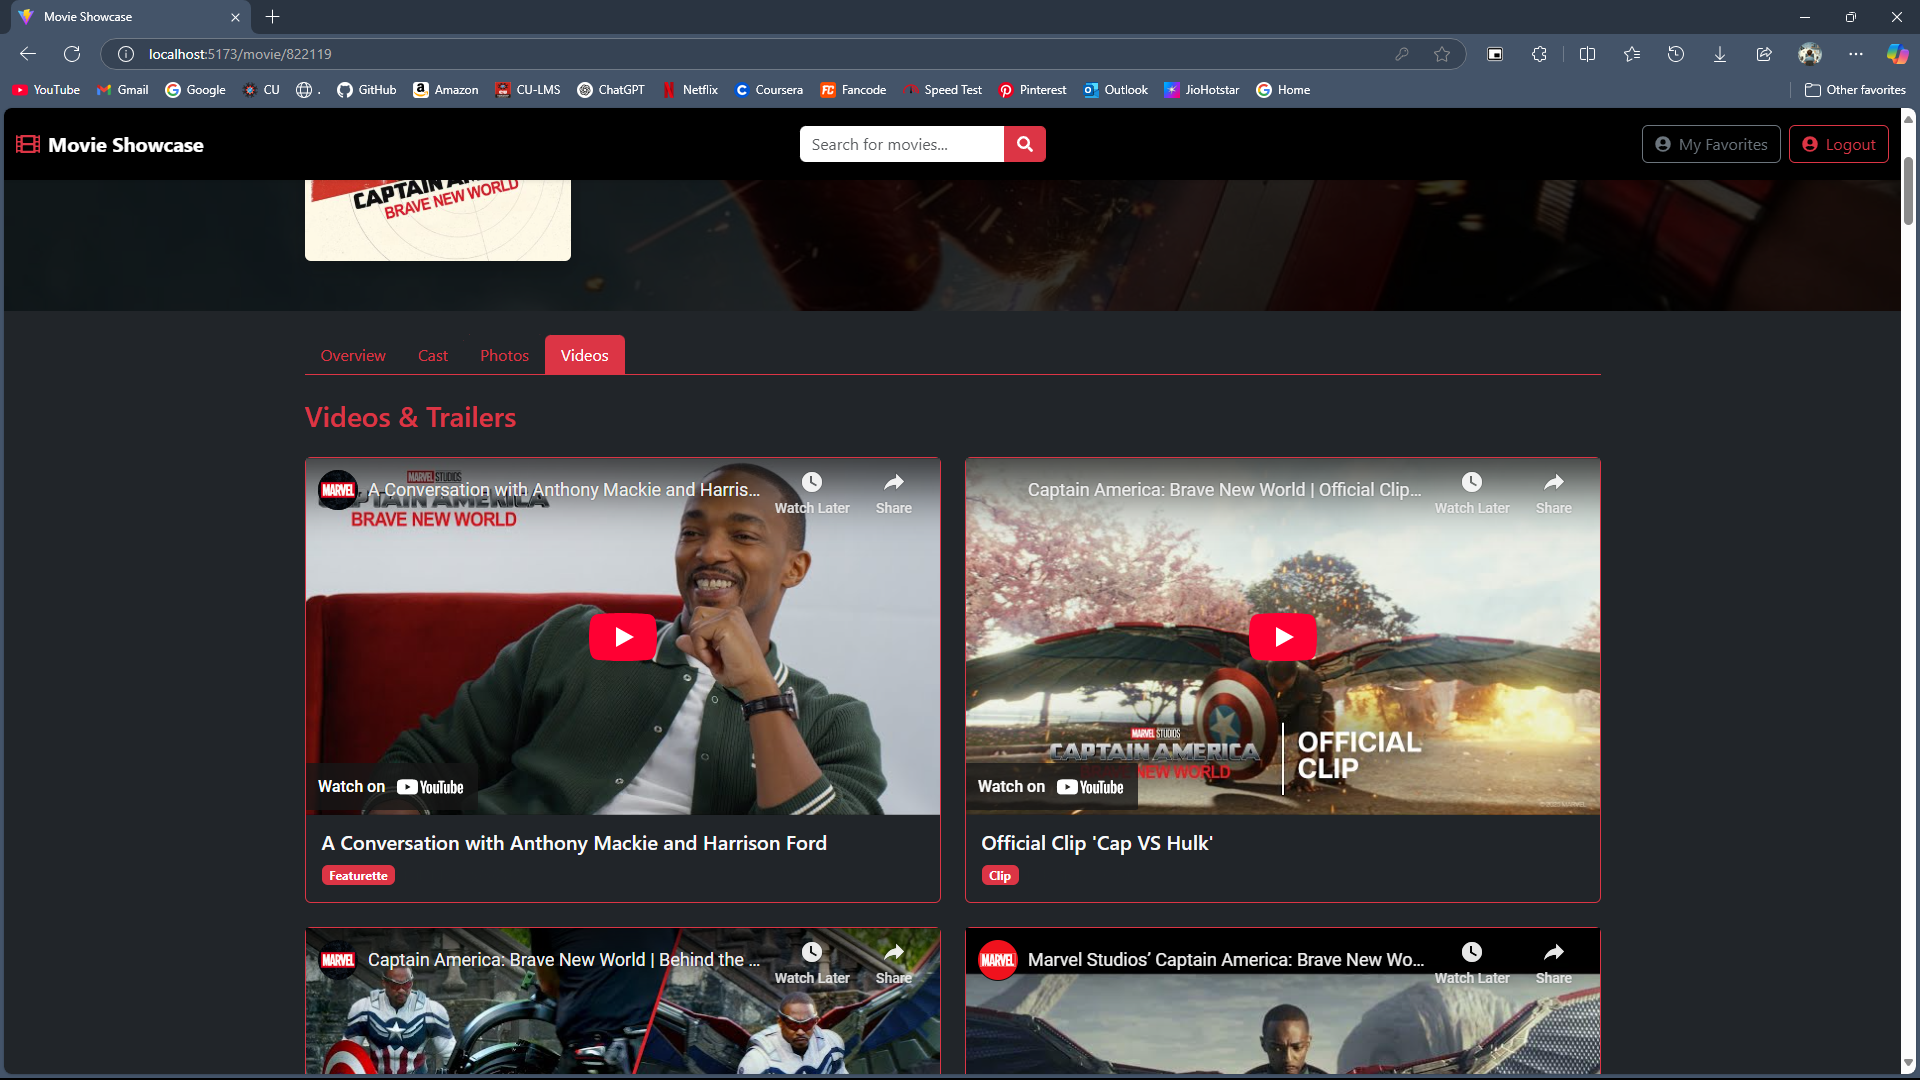 Movie Showcase
localhost:5173/movie/822119
YouTube
Gmail
Google
CU
.
GitHub
Amazon
CU-LMS
ChatGPT
Netflix
Coursera
Fancode
Speed Test
Pinterest
Outlook
JioHotstar
Home
Other favorites
Movie Showcase
Search for movies...
My Favorites
Logout
CAPTAIN AMERICA
BRAVE NEW WORLD
Overview
Cast
Photos
Videos
Videos & Trailers
MARVEL
MARVEL STUDIOS
CAPTAIN AMERICA
BRAVE NEW WORLD
A Conversation with Anthony Mackie and Harris...
Watch Later
Share
Watch on YouTube
A Conversation with Anthony Mackie and Harrison Ford
Featurette
Captain America: Brave New World | Official Clip...
Watch Later
Share
MARVEL STUDIOS
CAPTAIN AMERICA
BRAVE NEW WORLD
OFFICIAL
CLIP
Watch on YouTube
Official Clip 'Cap VS Hulk'
Clip
MARVEL
Captain America: Brave New World | Behind the ...
Watch Later
Share
MARVEL
Marvel Studios’ Captain America: Brave New Wo...
Watch Later
Share